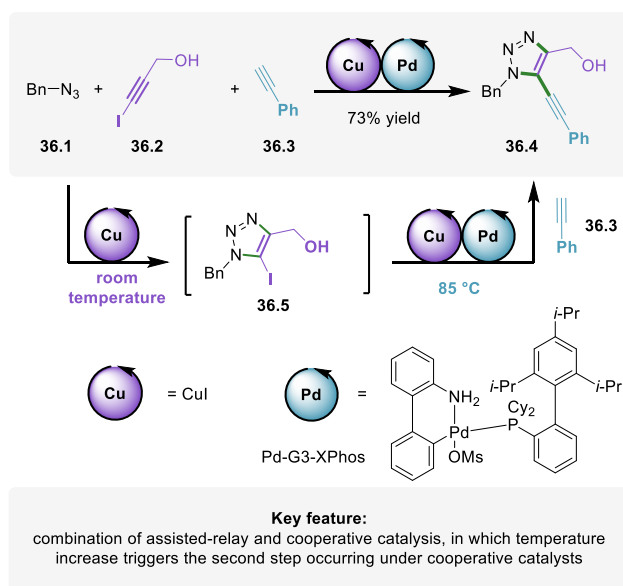 Bn–N3 + OH I + Ph Cu Pd 73% yield N N N Bn OH Ph
36.1 36.2 36.3 36.4
Cu N N N Bn I OH Cu Pd Ph 36.3
room
temperature
36.5
85 °C
Cu = CuI Pd = NH2 Pd OMs Cy2 P i-Pr i-Pr i-Pr
Pd-G3-XPhos
Key feature:
combination of assisted-relay and cooperative catalysis, in which temperature
increase triggers the second step occurring under cooperative catalysts